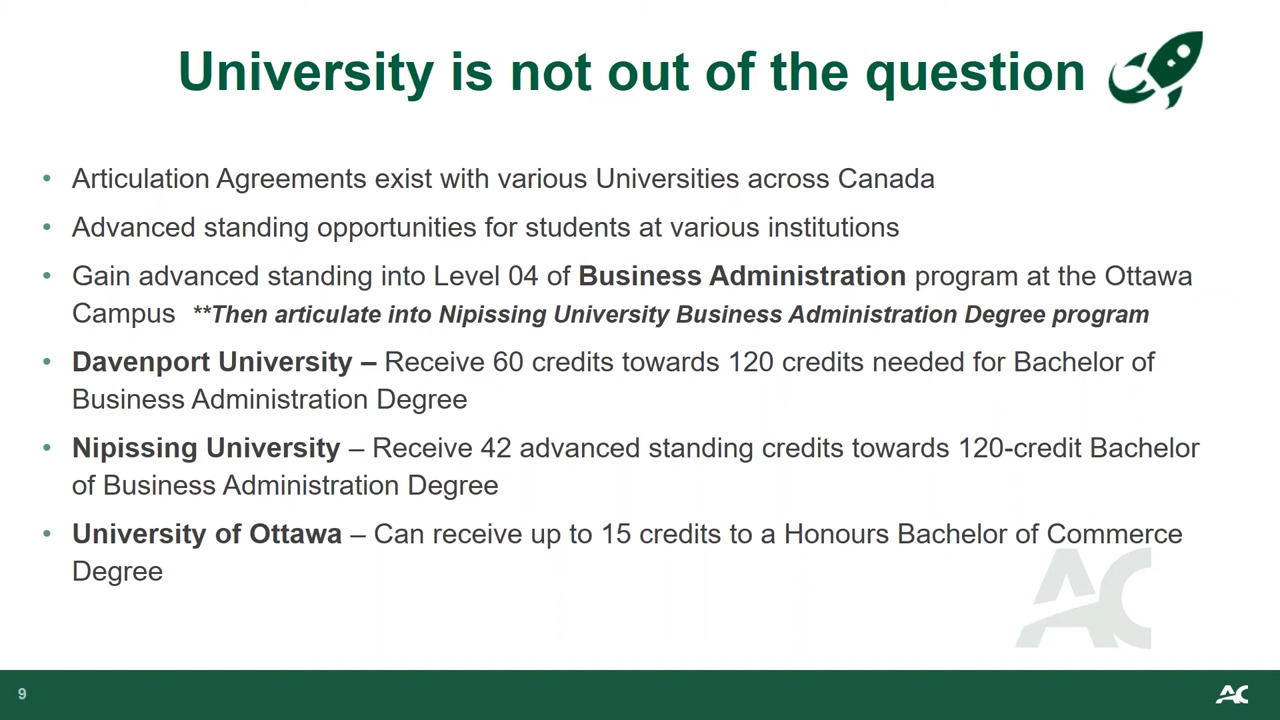 University is not out of the question
• Articulation Agreements exist with various Universities across Canada
• Advanced standing opportunities for students at various institutions
• Gain advanced standing into Level 04 of Business Administration program at the Ottawa
Campus **Then articulate into Nipissing University Business Administration Degree program
• Davenport University – Receive 60 credits towards 120 credits needed for Bachelor of
Business Administration Degree
• Nipissing University – Receive 42 advanced standing credits towards 120-credit Bachelor
of Business Administration Degree
• University of Ottawa – Can receive up to 15 credits to a Honours Bachelor of Commerce
Degree
AC
9
AC